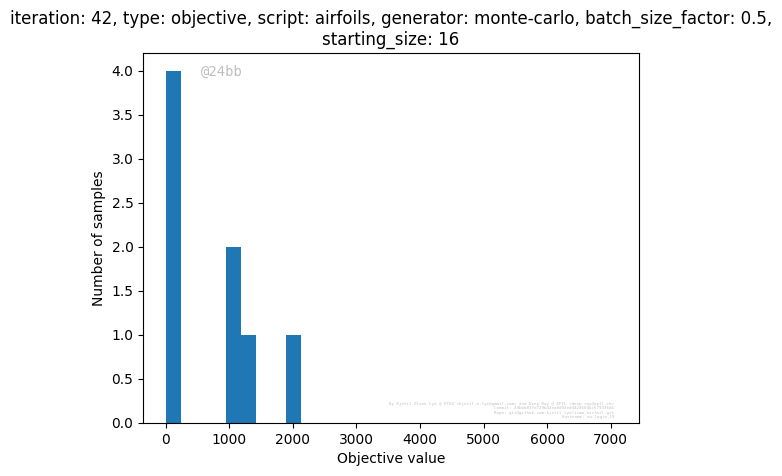 iteration: 42, type: objective, script: airfoils, generator: monte-carlo, batch_size_factor: 0.5,
starting_size: 16
@24bb
4.0
3.5
3.0
2.5
2.0
1.5
1.0
0.5
0.0
Number of samples
0 1000 2000 3000 4000 5000 6000 7000
Objective value